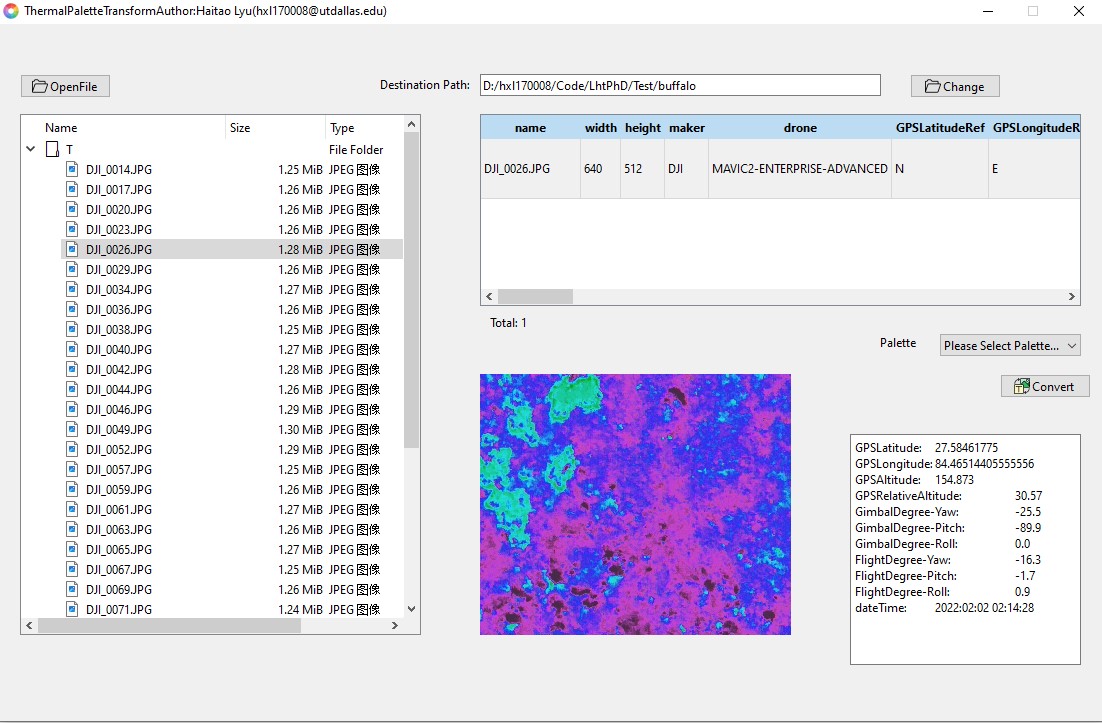 ThermalPaletteTransformAuthor:Haitao Lyu(hxl170008@utdallas.edu)
OpenFile
Destination Path: D:/hxl170008/Code/LhtPhD/Test/buffalo
Change
Name Size Type
T File Folder
DJI_0014.JPG 1.25 MiB JPEG 图像
DJI_0017.JPG 1.26 MiB JPEG 图像
DJI_0020.JPG 1.26 MiB JPEG 图像
DJI_0023.JPG 1.26 MiB JPEG 图像
DJI_0026.JPG 1.28 MiB JPEG 图像
DJI_0029.JPG 1.26 MiB JPEG 图像
DJI_0034.JPG 1.27 MiB JPEG 图像
DJI_0036.JPG 1.26 MiB JPEG 图像
DJI_0038.JPG 1.25 MiB JPEG 图像
DJI_0040.JPG 1.27 MiB JPEG 图像
DJI_0042.JPG 1.28 MiB JPEG 图像
DJI_0044.JPG 1.26 MiB JPEG 图像
DJI_0046.JPG 1.29 MiB JPEG 图像
DJI_0049.JPG 1.30 MiB JPEG 图像
DJI_0052.JPG 1.29 MiB JPEG 图像
DJI_0057.JPG 1.25 MiB JPEG 图像
DJI_0059.JPG 1.26 MiB JPEG 图像
DJI_0061.JPG 1.27 MiB JPEG 图像
DJI_0063.JPG 1.26 MiB JPEG 图像
DJI_0065.JPG 1.27 MiB JPEG 图像
DJI_0067.JPG 1.25 MiB JPEG 图像
DJI_0069.JPG 1.26 MiB JPEG 图像
DJI_0071.JPG 1.24 MiB JPEG 图像
name width height maker drone GPSLatitudeRef GPSLongitudeR
DJI_0026.JPG 640 512 DJI MAVIC2-ENTERPRISE-ADVANCED N E
Total: 1
Palette Please Select Palette...
Convert
GPSLatitude: 27.58461775
GPSLongitude: 84.46514405555556
GPSAltitude: 154.873
GPSRelativeAltitude: 30.57
GimbalDegree-Yaw: -25.5
GimbalDegree-Pitch: -89.9
GimbalDegree-Roll: 0.0
FlightDegree-Yaw: -16.3
FlightDegree-Pitch: -1.7
FlightDegree-Roll: 0.9
dateTime: 2022:02:02 02:14:28